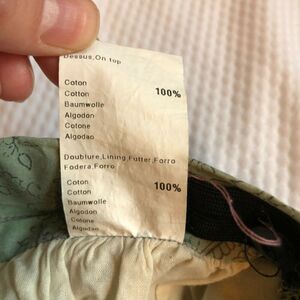 Dessus,On top
Coton
Cotton 100%
Baumwolle
Algodon
Cotone
Algodao
Doublure,Lining,Futter,Forro
Fodera,Forro
Coton
Cotton 100%
Baumwolle
Algodon
Cotone
Algodao